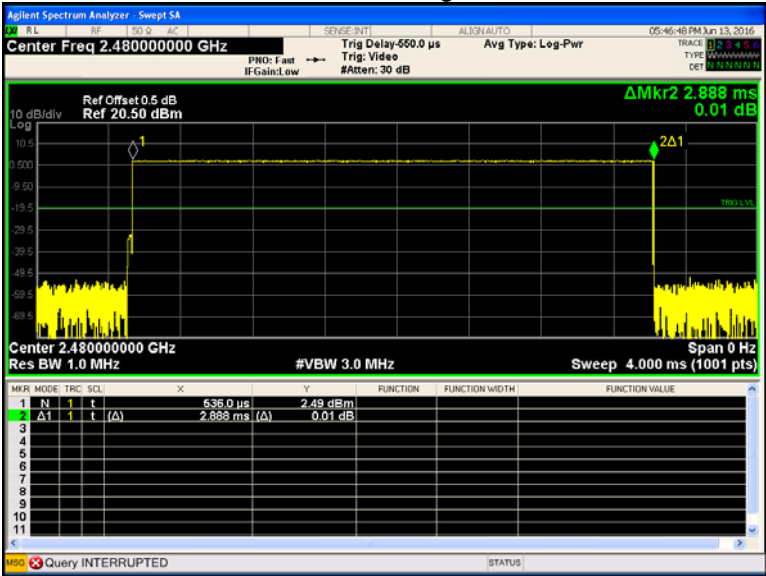 Agilent Spectrum Analyzer - Swept SA
RL RF 50 Ω AC SENSE:INT ALIGNAUTO 05:46:48 PM Jun 13, 2016
Center Freq 2.480000000 GHz
PNO: Fast
IFGain:Low
Trig Delay-550.0 µs
Trig: Video
#Atten: 30 dB
Avg Type: Log-Pwr
TRACE 1 2 3 4 5 6
TYPE WWWWWW
DET N N N N N N
ΔMkr2 2.888 ms
0.01 dB
Ref Offset 0.5 dB
10 dB/div Ref 20.50 dBm
Log
10.5
1
2Δ1
0.500
-9.50
-19.5
TRIG LVL
-29.5
-39.5
-49.5
-59.5
-69.5
Center 2.480000000 GHz Span 0 Hz
Res BW 1.0 MHz #VBW 3.0 MHz Sweep 4.000 ms (1001 pts)
MKR MODE TRC SCL X Y FUNCTION FUNCTION WIDTH FUNCTION VALUE
1 N 1 t 536.0 µs 2.49 dBm
2 Δ1 1 t (Δ) 2.888 ms (Δ) 0.01 dB
3
4
5
6
7
8
9
10
11
MSG Query INTERRUPTED STATUS